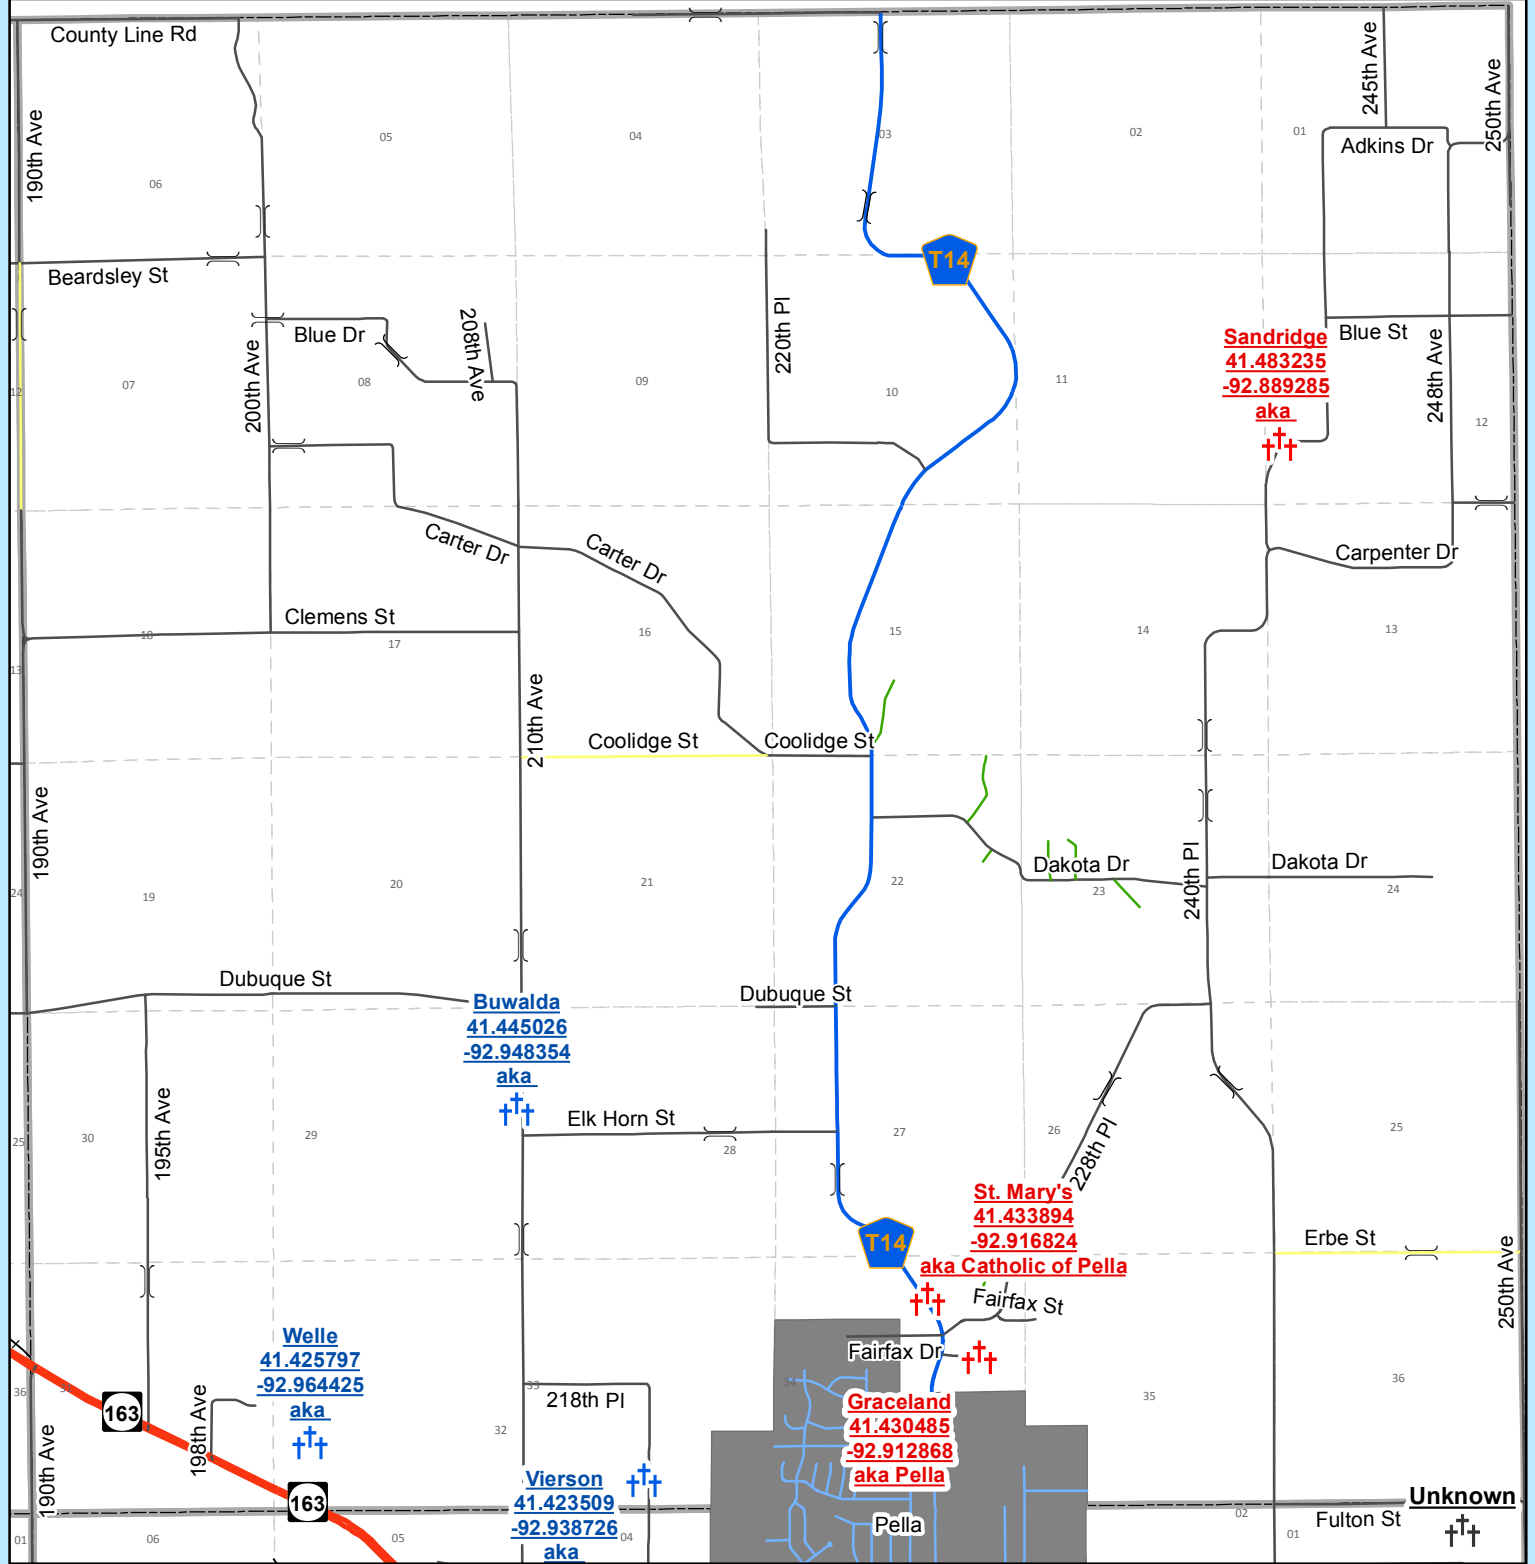 County Line Rd
245th Ave
250th Ave
190th Ave
05
04
03
02
01
Adkins Dr
06
Beardsley St
T14
Blue Dr
208th Ave
220th Pl
Sandridge
41.483235
-92.889285
aka
Blue St
200th Ave
248th Ave
12
07
08
09
10
11
12
Carter Dr
Carter Dr
Carpenter Dr
Clemens St
18
17
16
15
14
13
13
210th Ave
Coolidge St
Coolidge St
190th Ave
240th Pl
Dakota Dr
Dakota Dr
24
19
20
21
22
23
24
Dubuque St
Dubuque St
Buwalda
41.445026
-92.948354
aka
195th Ave
Elk Horn St
25
30
29
28
27
26
25
228th Pl
St. Mary's
41.433894
-92.916824
aka Catholic of Pella
T14
Erbe St
250th Ave
Fairfax St
Fairfax Dr
Welle
41.425797
-92.964425
aka
36
33
34
35
36
163
198th Ave
218th Pl
32
Graceland
41.430485
-92.912868
aka Pella
190th Ave
163
Vierson
41.423509
-92.938726
aka
Pella
Unknown
Fulton St
01
06
05
04
02
01